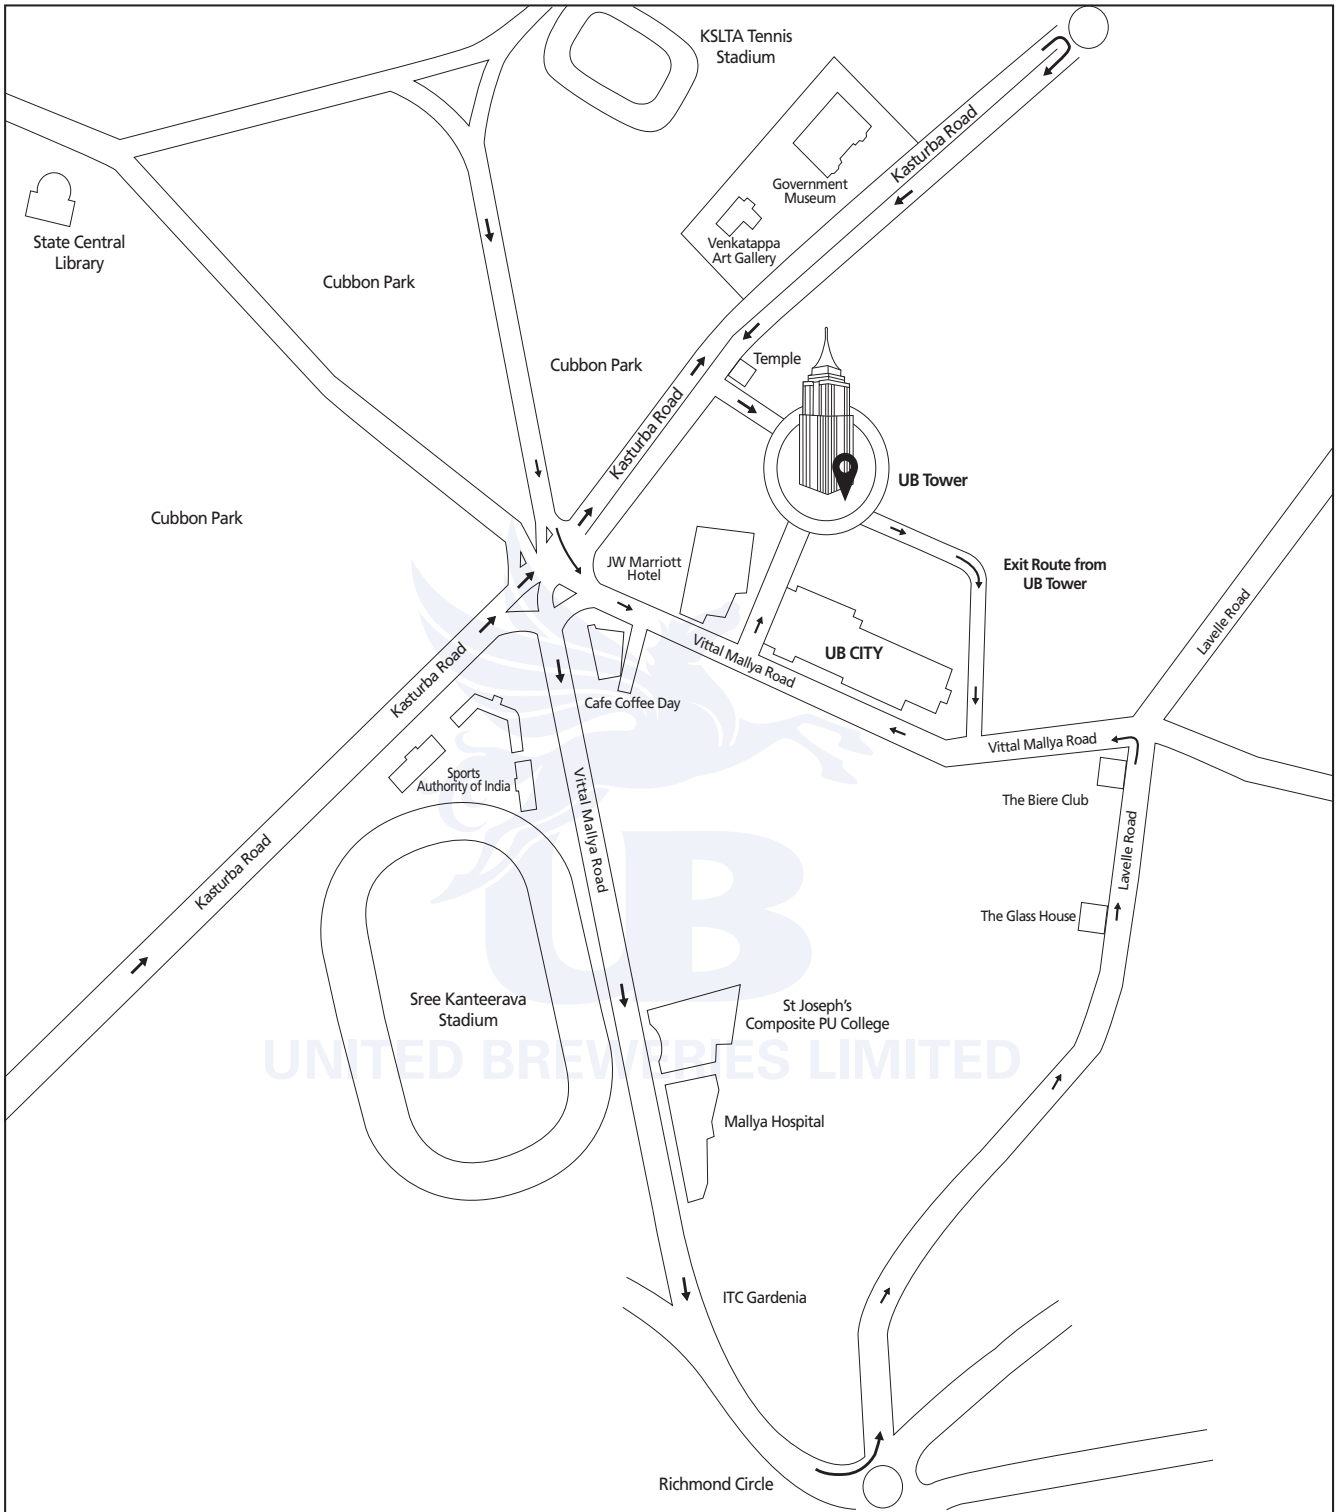 KSLTA Tennis
Stadium
Kasturba Road
Government
Museum
State Central
Library
Venkatappa
Art Gallery
Cubbon Park
Temple
Cubbon Park
Kasturba Road
UB Tower
Cubbon Park
JW Marriott
Hotel
Exit Route from
UB Tower
Lavelle Road
Vittal Mallya Road
UB CITY
Kasturba Road
Cafe Coffee Day
Vittal Mallya Road
Sports
Authority of India
The Biere Club
Vittal Mallya Road
Lavelle Road
Kasturba Road
UB
The Glass House
Sree Kanteerava
Stadium
St Joseph's
Composite PU College
UNITED BREWERIES LIMITED
Mallya Hospital
ITC Gardenia
Richmond Circle